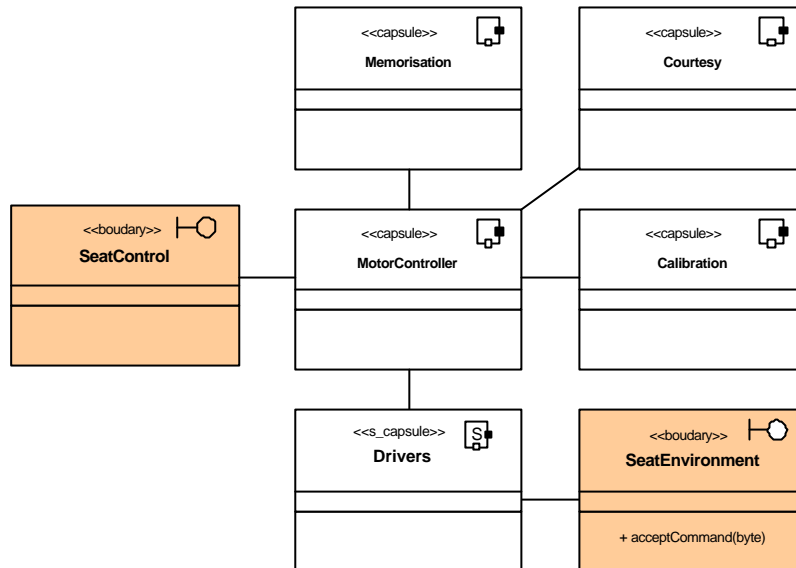 <<capsule>>
Memorisation
<<capsule>>
Courtesy
<<boudary>>
SeatControl
<<capsule>>
MotorController
<<capsule>>
Calibration
<<s_capsule>>
S
Drivers
<<boudary>>
SeatEnvironment
+ acceptCommand(byte)